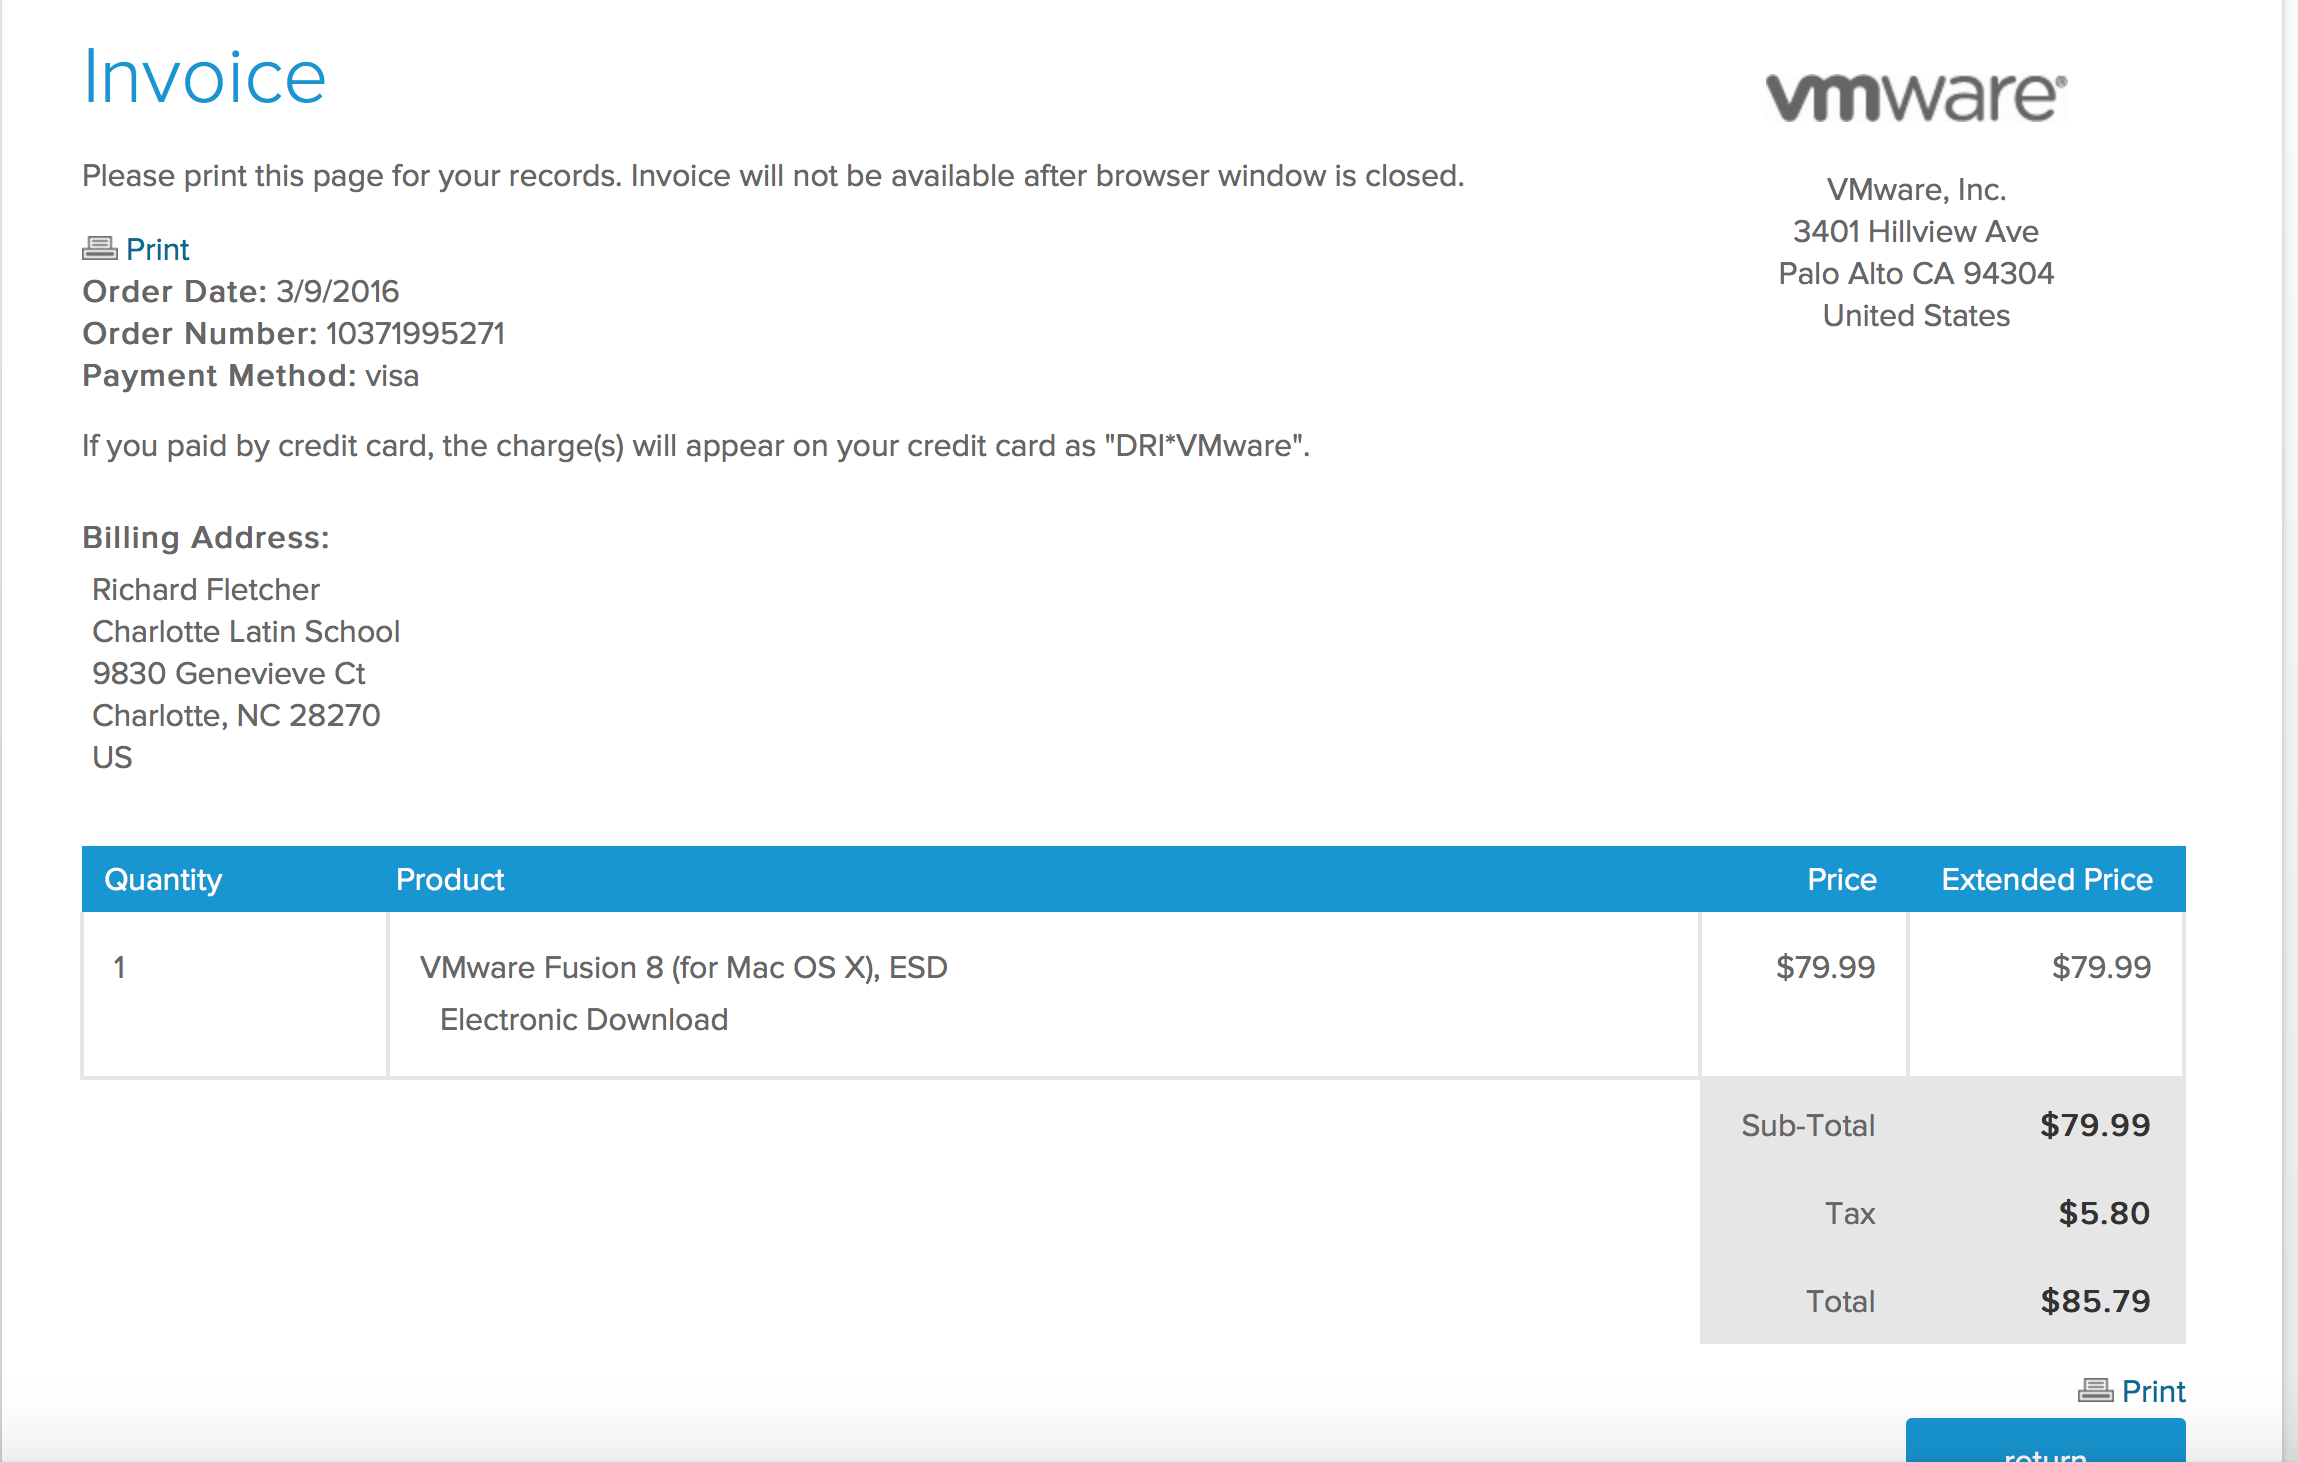 Invoice
vmware®
Please print this page for your records. Invoice will not be available after browser window is closed.
VMware, Inc.
3401 Hillview Ave
Palo Alto CA 94304
United States
Print
Order Date: 3/9/2016
Order Number: 10371995271
Payment Method: visa
If you paid by credit card, the charge(s) will appear on your credit card as "DRI*VMware".
Billing Address:
Richard Fletcher
Charlotte Latin School
9830 Genevieve Ct
Charlotte, NC 28270
US
Quantity Product Price Extended Price
1 VMware Fusion 8 (for Mac OS X), ESD $79.99 $79.99
Electronic Download
Sub-Total $79.99
Tax $5.80
Total $85.79
Print
return